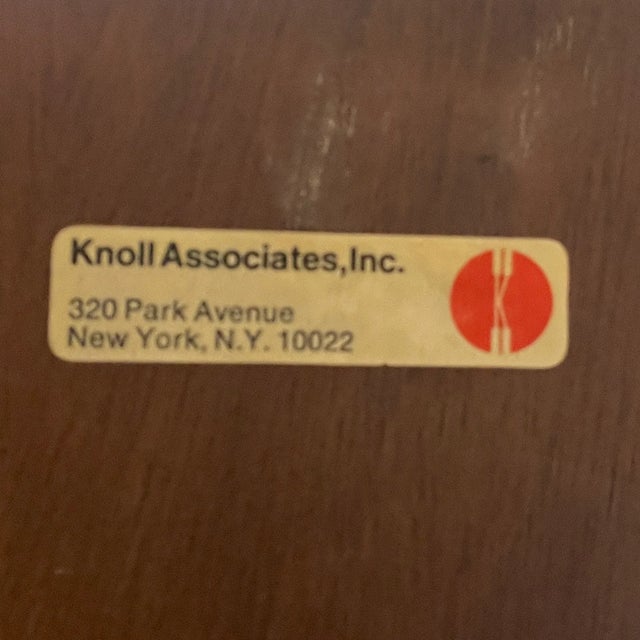 Knoll Associates, Inc.
320 Park Avenue
New York, N.Y. 10022
K